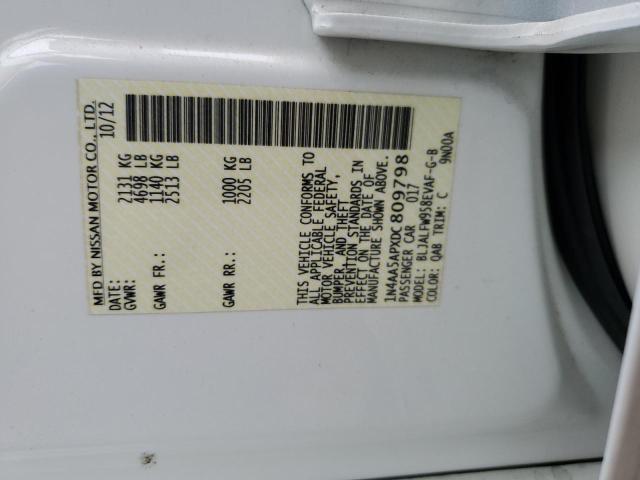 MFD BY NISSAN MOTOR CO., LTD.
DATE: 10/12
GVWR: 2131 KG
4698 LB
GAWR FR.: 1140 KG
2513 LB
GAWR RR.: 1000 KG
2205 LB
THIS VEHICLE CONFORMS TO
ALL APPLICABLE FEDERAL
MOTOR VEHICLE SAFETY,
BUMPER, AND THEFT
PREVENTION STANDARDS IN
EFFECT ON THE DATE OF
MANUFACTURE SHOWN ABOVE.
1N4AA5APXDC809798
PASSENGER CAR 017
MODEL: BLJALFW958EVAF-G-B
COLOR: QAB TRIM: C 9N00A